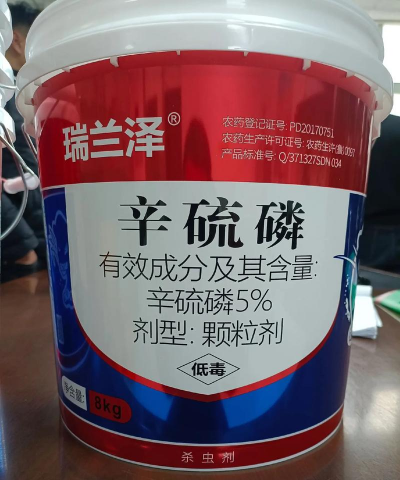 瑞兰泽®
农药登记证号: PD20170751
农药生产许可证号: 农药生许(鲁)0097
产品标准号: Q/371327SDN 034
辛硫磷
有效成分及其含量:
辛硫磷5%
剂型: 颗粒剂
低毒
净含量: 8kg
杀虫剂